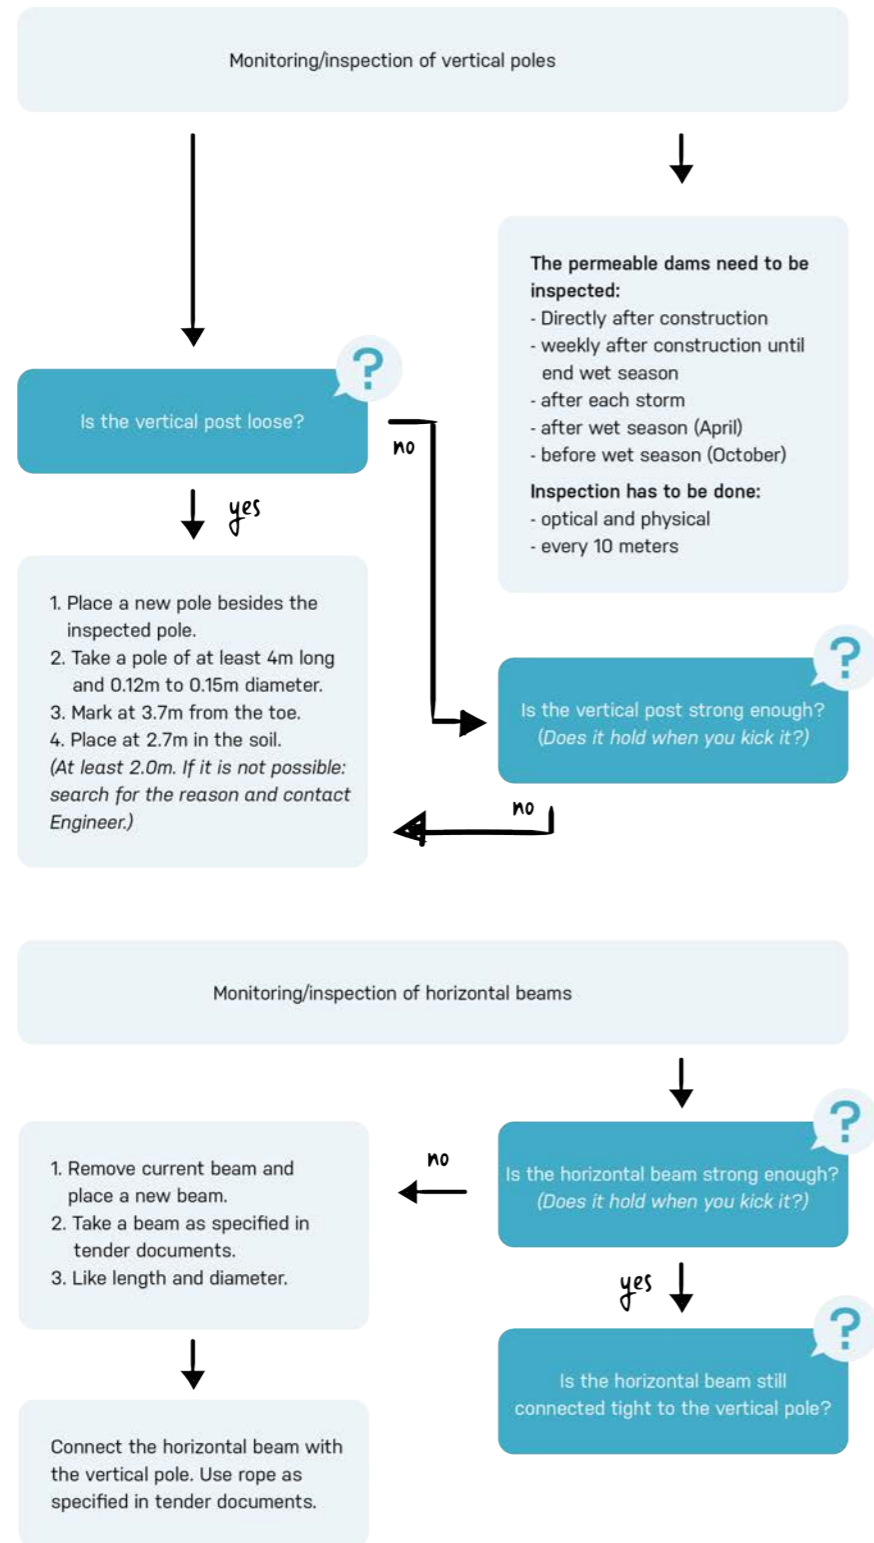 Monitoring/inspection of vertical poles
The permeable dams need to be
inspected:
- Directly after construction
- weekly after construction until
end wet season
- after each storm
- after wet season (April)
- before wet season (October)
Inspection has to be done:
- optical and physical
- every 10 meters
?
Is the vertical post loose?
no
yes
1. Place a new pole besides the
inspected pole.
2. Take a pole of at least 4m long
and 0.12m to 0.15m diameter.
3. Mark at 3.7m from the toe.
4. Place at 2.7m in the soil.
(At least 2.0m. If it is not possible:
search for the reason and contact
Engineer.)
?
Is the vertical post strong enough?
(Does it hold when you kick it?)
no
Monitoring/inspection of horizontal beams
?
Is the horizontal beam strong enough?
(Does it hold when you kick it?)
no
1. Remove current beam and
place a new beam.
2. Take a beam as specified in
tender documents.
3. Like length and diameter.
yes
?
Is the horizontal beam still
connected tight to the vertical pole?
Connect the horizontal beam with
the vertical pole. Use rope as
specified in tender documents.